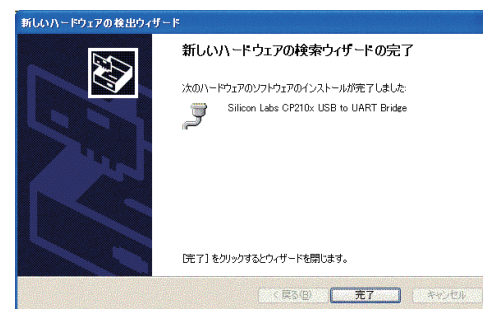 新しいハードウェアの検出ウィザード
新しいハードウェアの検索ウィザードの完了
次のハードウェアのソフトウェアのインストールが完了しました:
Silicon Labs CP210x USB to UART Bridge
[完了] をクリックするとウィザードを閉じます。
< 戻る(B) 完了 キャンセル